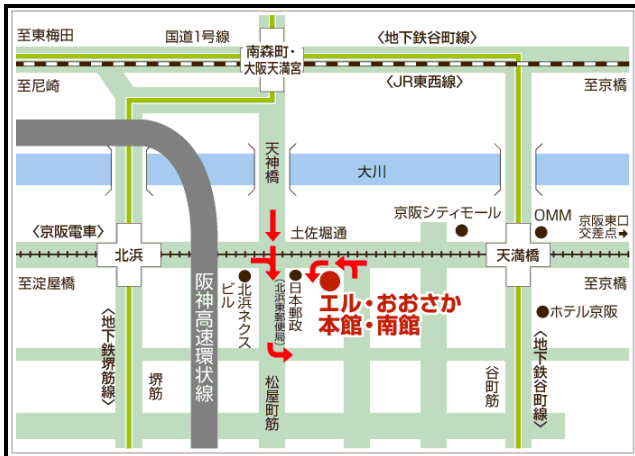 至東梅田
国道1号線
〈地下鉄谷町線〉
南森町・
大阪天満宮
至尼崎
〈JR東西線〉
至京橋
天神橋
大川
京阪シティモール
OMM
京阪東口
交差点➡
〈京阪電車〉
土佐堀通
北浜
天満橋
至淀屋橋
至京橋
阪神高速環状線
北浜ネクス
ビル
日本郵政
(北浜東郵便局)
エル・おおさか
本館・南館
ホテル京阪
〈地下鉄堺筋線〉
堺筋
松屋町筋
谷町筋
〈地下鉄谷町線〉